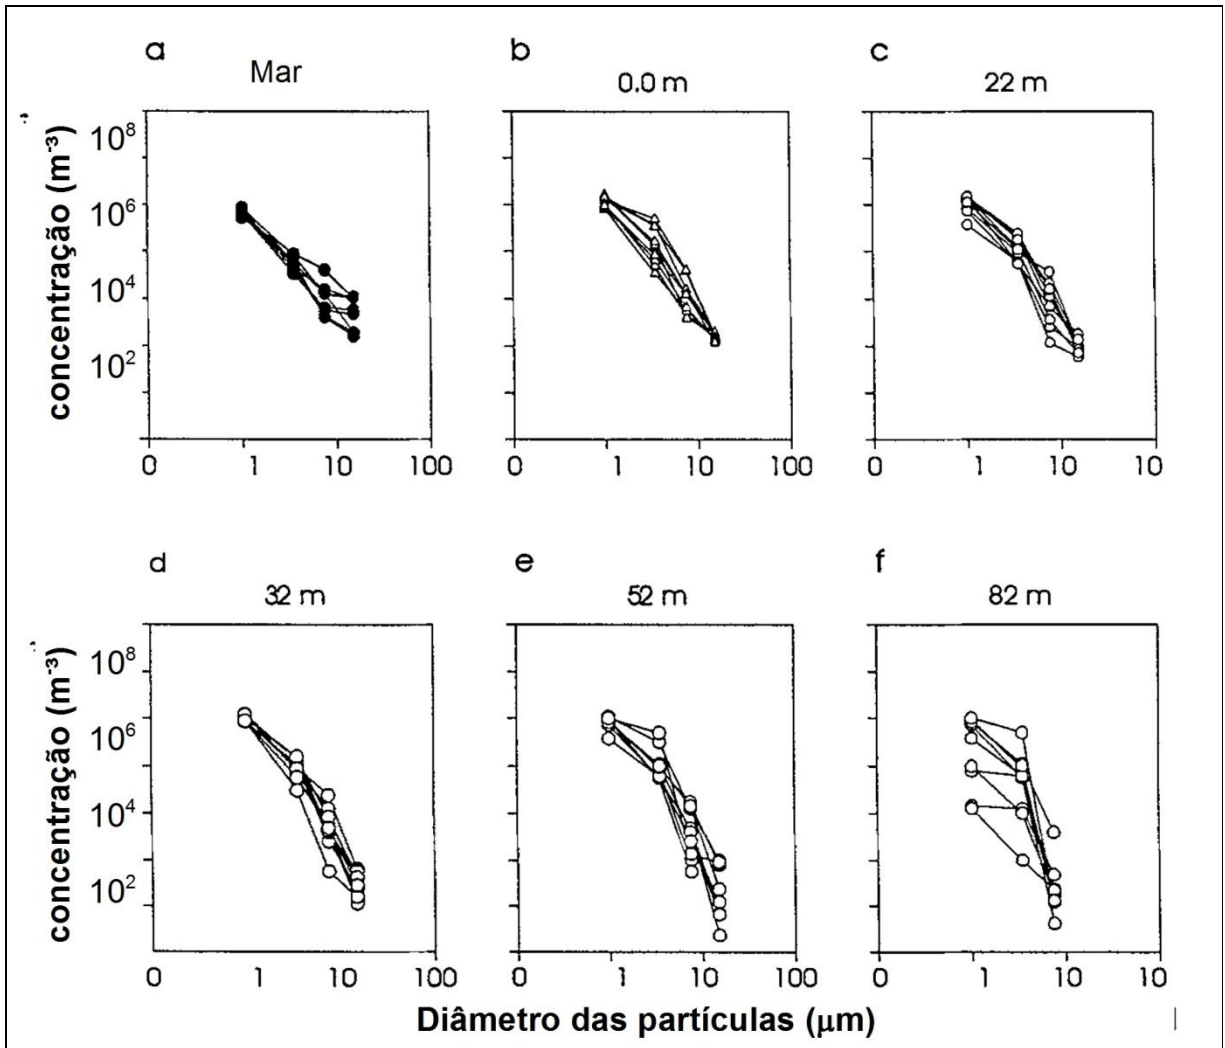 a b c
Mar 0.0 m 22 m
concentração (m⁻³)
10⁸
10⁶
10⁴
10²
0 1 10 100 0 1 10 100 0 1 10 10
d e f
32 m 52 m 82 m
concentração (m⁻³)
10⁸
10⁶
10⁴
10²
0 1 10 100 0 1 10 100 0 1 10 100
Diâmetro das partículas (μm)